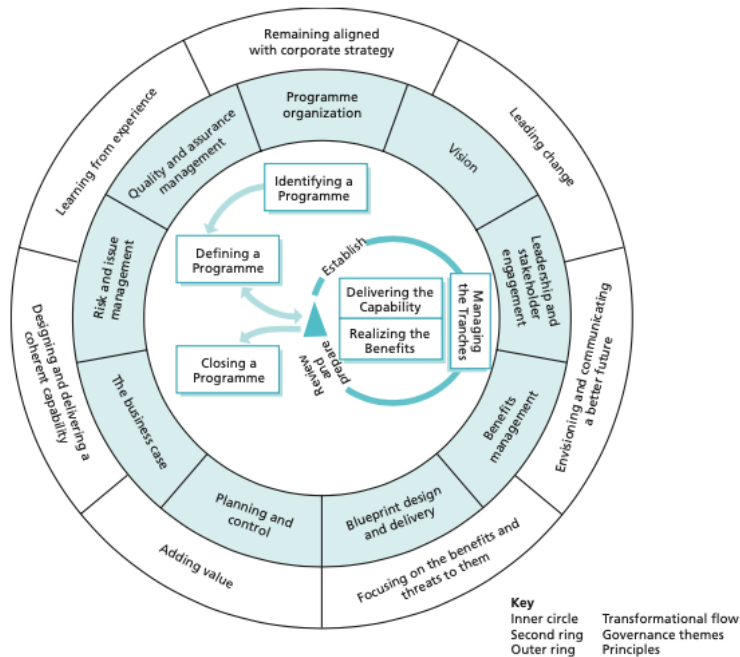 Remaining aligned
with corporate strategy
Leading change
Envisioning and communicating
a better future
Focusing on the benefits and
threats to them
Adding value
Designing and delivering a
coherent capability
Learning from experience
Programme
organization
Vision
Leadership and
stakeholder
engagement
Benefits
management
Blueprint design
and delivery
Planning and
control
The business case
Risk and issue
management
Quality and assurance
management
Identifying a
Programme
Defining a
Programme
Closing a
Programme
Establish
Delivering the
Capability
Realizing the
Benefits
Managing
the Tranches
Review
and
prepare
Key
Inner circle Transformational flow
Second ring Governance themes
Outer ring Principles